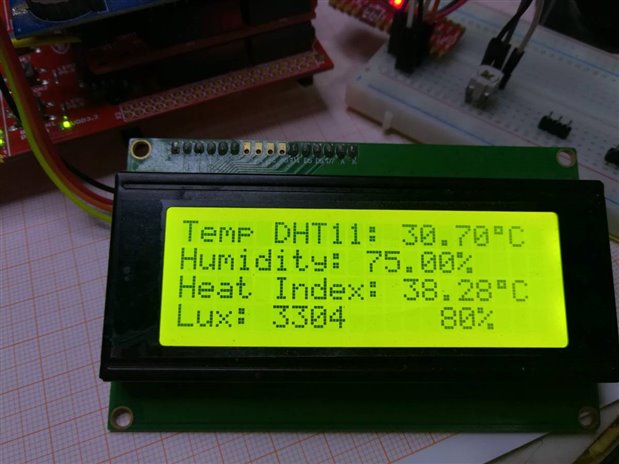 Temp DHT11: 30.70°C
Humidity: 75.00%
Heat Index: 38.28°C
Lux: 3304 80%